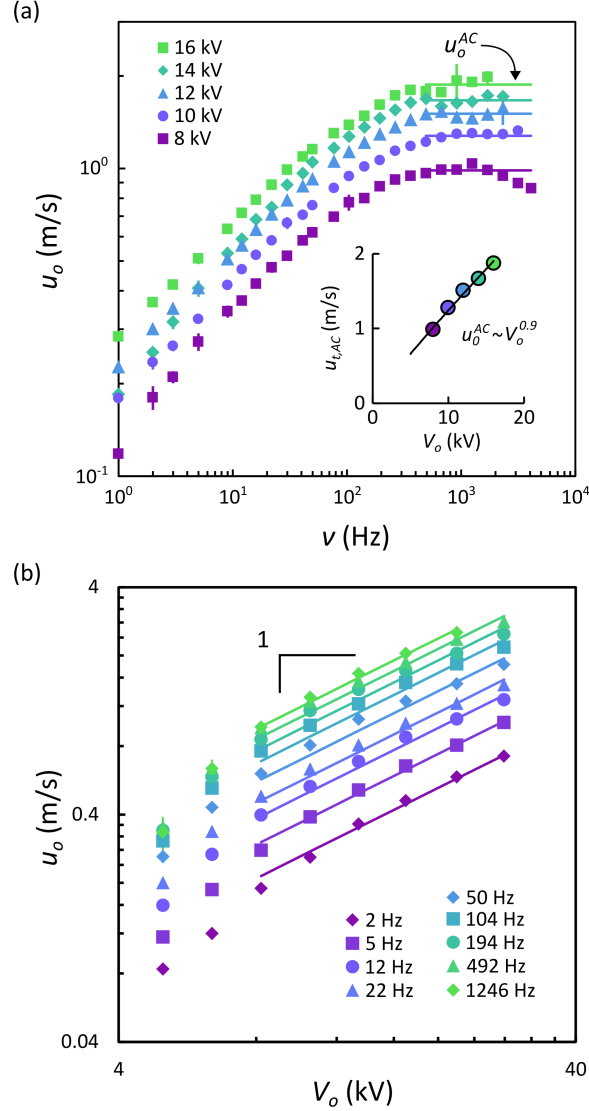 (a)
16 kV
14 kV
12 kV
10 kV
8 kV
u_o^{AC}
10^1
10^0
10^{-1}
u_o (m/s)
10^0 10^1 10^2 10^3 10^4
ν (Hz)
2
1
0
u_{t,AC} (m/s)
u_0^{AC}~V_o^{0.9}
0 10 20
V_o (kV)
(b)
4
0.4
0.04
u_o (m/s)
1
2 Hz
5 Hz
12 Hz
22 Hz
50 Hz
104 Hz
194 Hz
492 Hz
1246 Hz
4 40
V_o (kV)